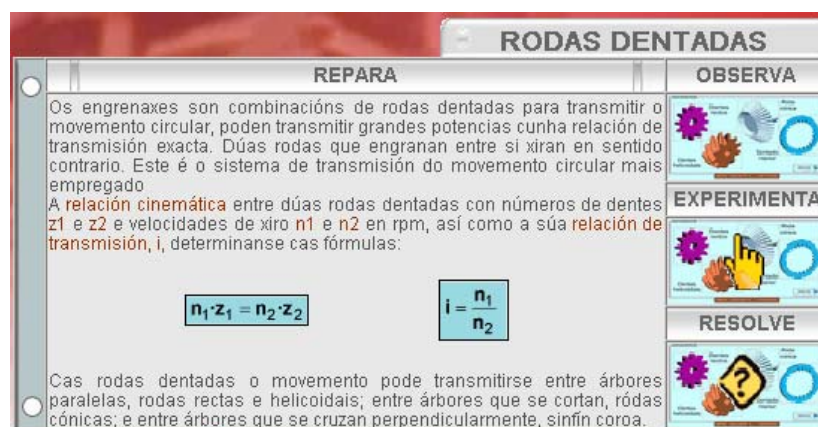 RODAS DENTADAS
REPARA
OBSERVA
Os engrenaxes son combinacións de rodas dentadas para transmitir o
movemento circular, poden transmitir grandes potencias cunha relación de
transmisión exacta. Dúas rodas que engranan entre si xiran en sentido
contrario. Este é o sistema de transmisión do movemento circular mais
empregado
A relación cinemática entre dúas rodas dentadas con números de dentes
z1 e z2 e velocidades de xiro n1 e n2 en rpm, así como a súa relación de
transmisión, i, determinanse cas fórmulas:
n₁·z₁ = n₂·z₂
i = n₁/n₂
Cas rodas dentadas o movemento pode transmitirse entre árbores
paralelas, rodas rectas e helicoidais; entre árbores que se cortan, ródas
cónicas; e entre árbores que se cruzan perpendicularmente, sinfín coroa.
EXPERIMENTA
RESOLVE